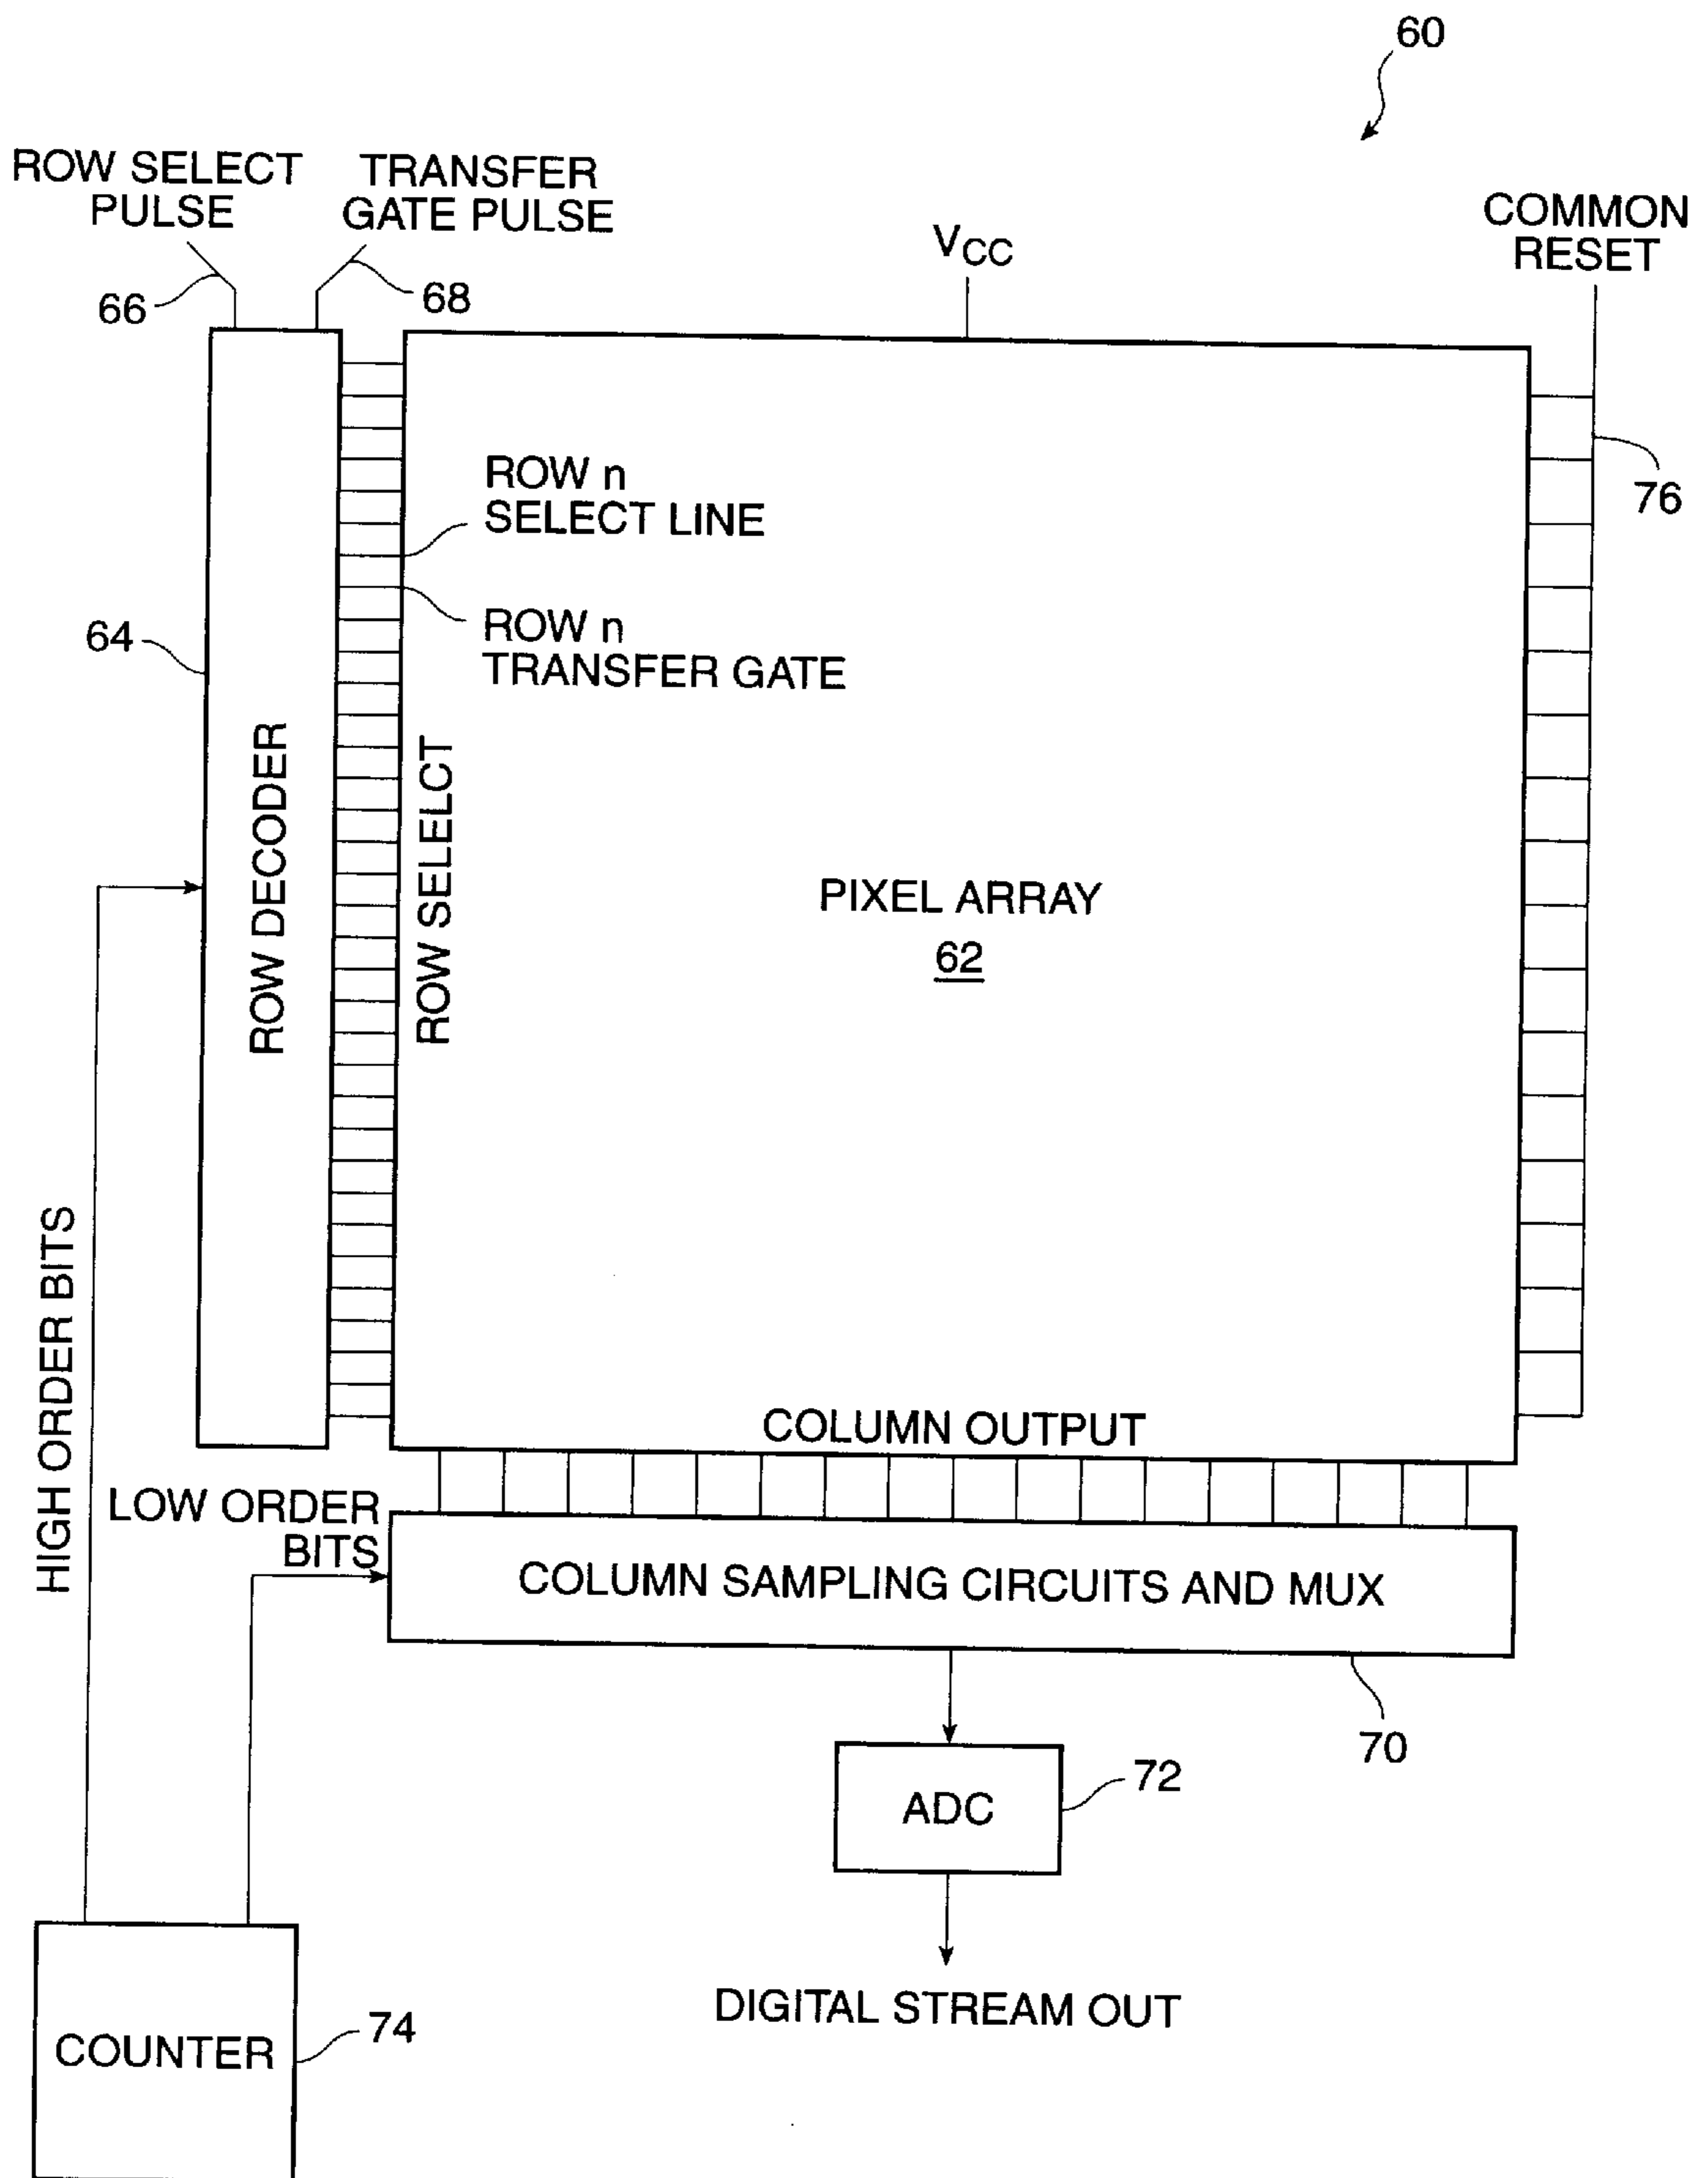 60
ROW SELECT
PULSE
TRANSFER
GATE PULSE
VCC
COMMON
RESET
66
68
76
ROW n
SELECT LINE
ROW n
TRANSFER GATE
64
ROW DECODER
ROW SELELCT
PIXEL ARRAY
62
HIGH ORDER BITS
COLUMN OUTPUT
LOW ORDER
BITS
COLUMN SAMPLING CIRCUITS AND MUX
70
ADC
72
DIGITAL STREAM OUT
COUNTER
74